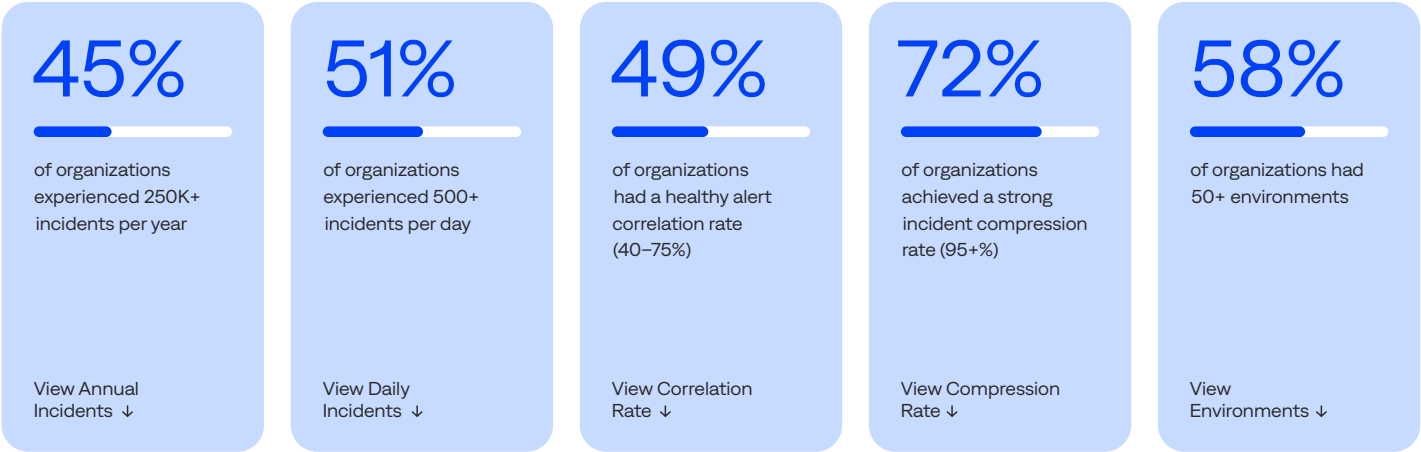 45%
of organizations
experienced 250K+
incidents per year
View Annual
Incidents ↓
51%
of organizations
experienced 500+
incidents per day
View Daily
Incidents ↓
49%
of organizations
had a healthy alert
correlation rate
(40–75%)
View Correlation
Rate ↓
72%
of organizations
achieved a strong
incident compression
rate (95+%)
View Compression
Rate ↓
58%
of organizations had
50+ environments
View
Environments ↓